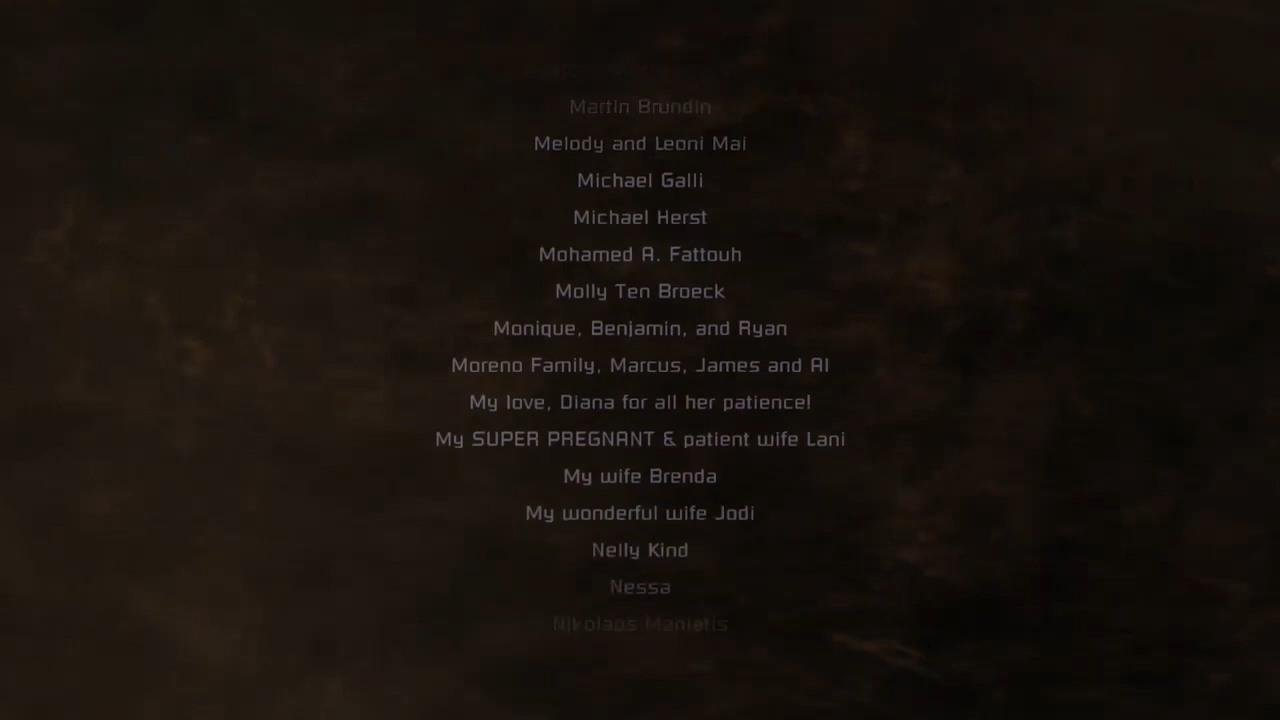 Martin Brundin
Melody and Leoni Mai
Michael Galli
Michael Herst
Mohamed A. Fattouh
Molly Ten Broeck
Monique, Benjamin, and Ryan
Moreno Family, Marcus, James and Al
My love, Diana for all her patience!
My SUPER PREGNANT & patient wife Lani
My wife Brenda
My wonderful wife Jodi
Nelly Kind
Nessa
Nikolaos Maniatis